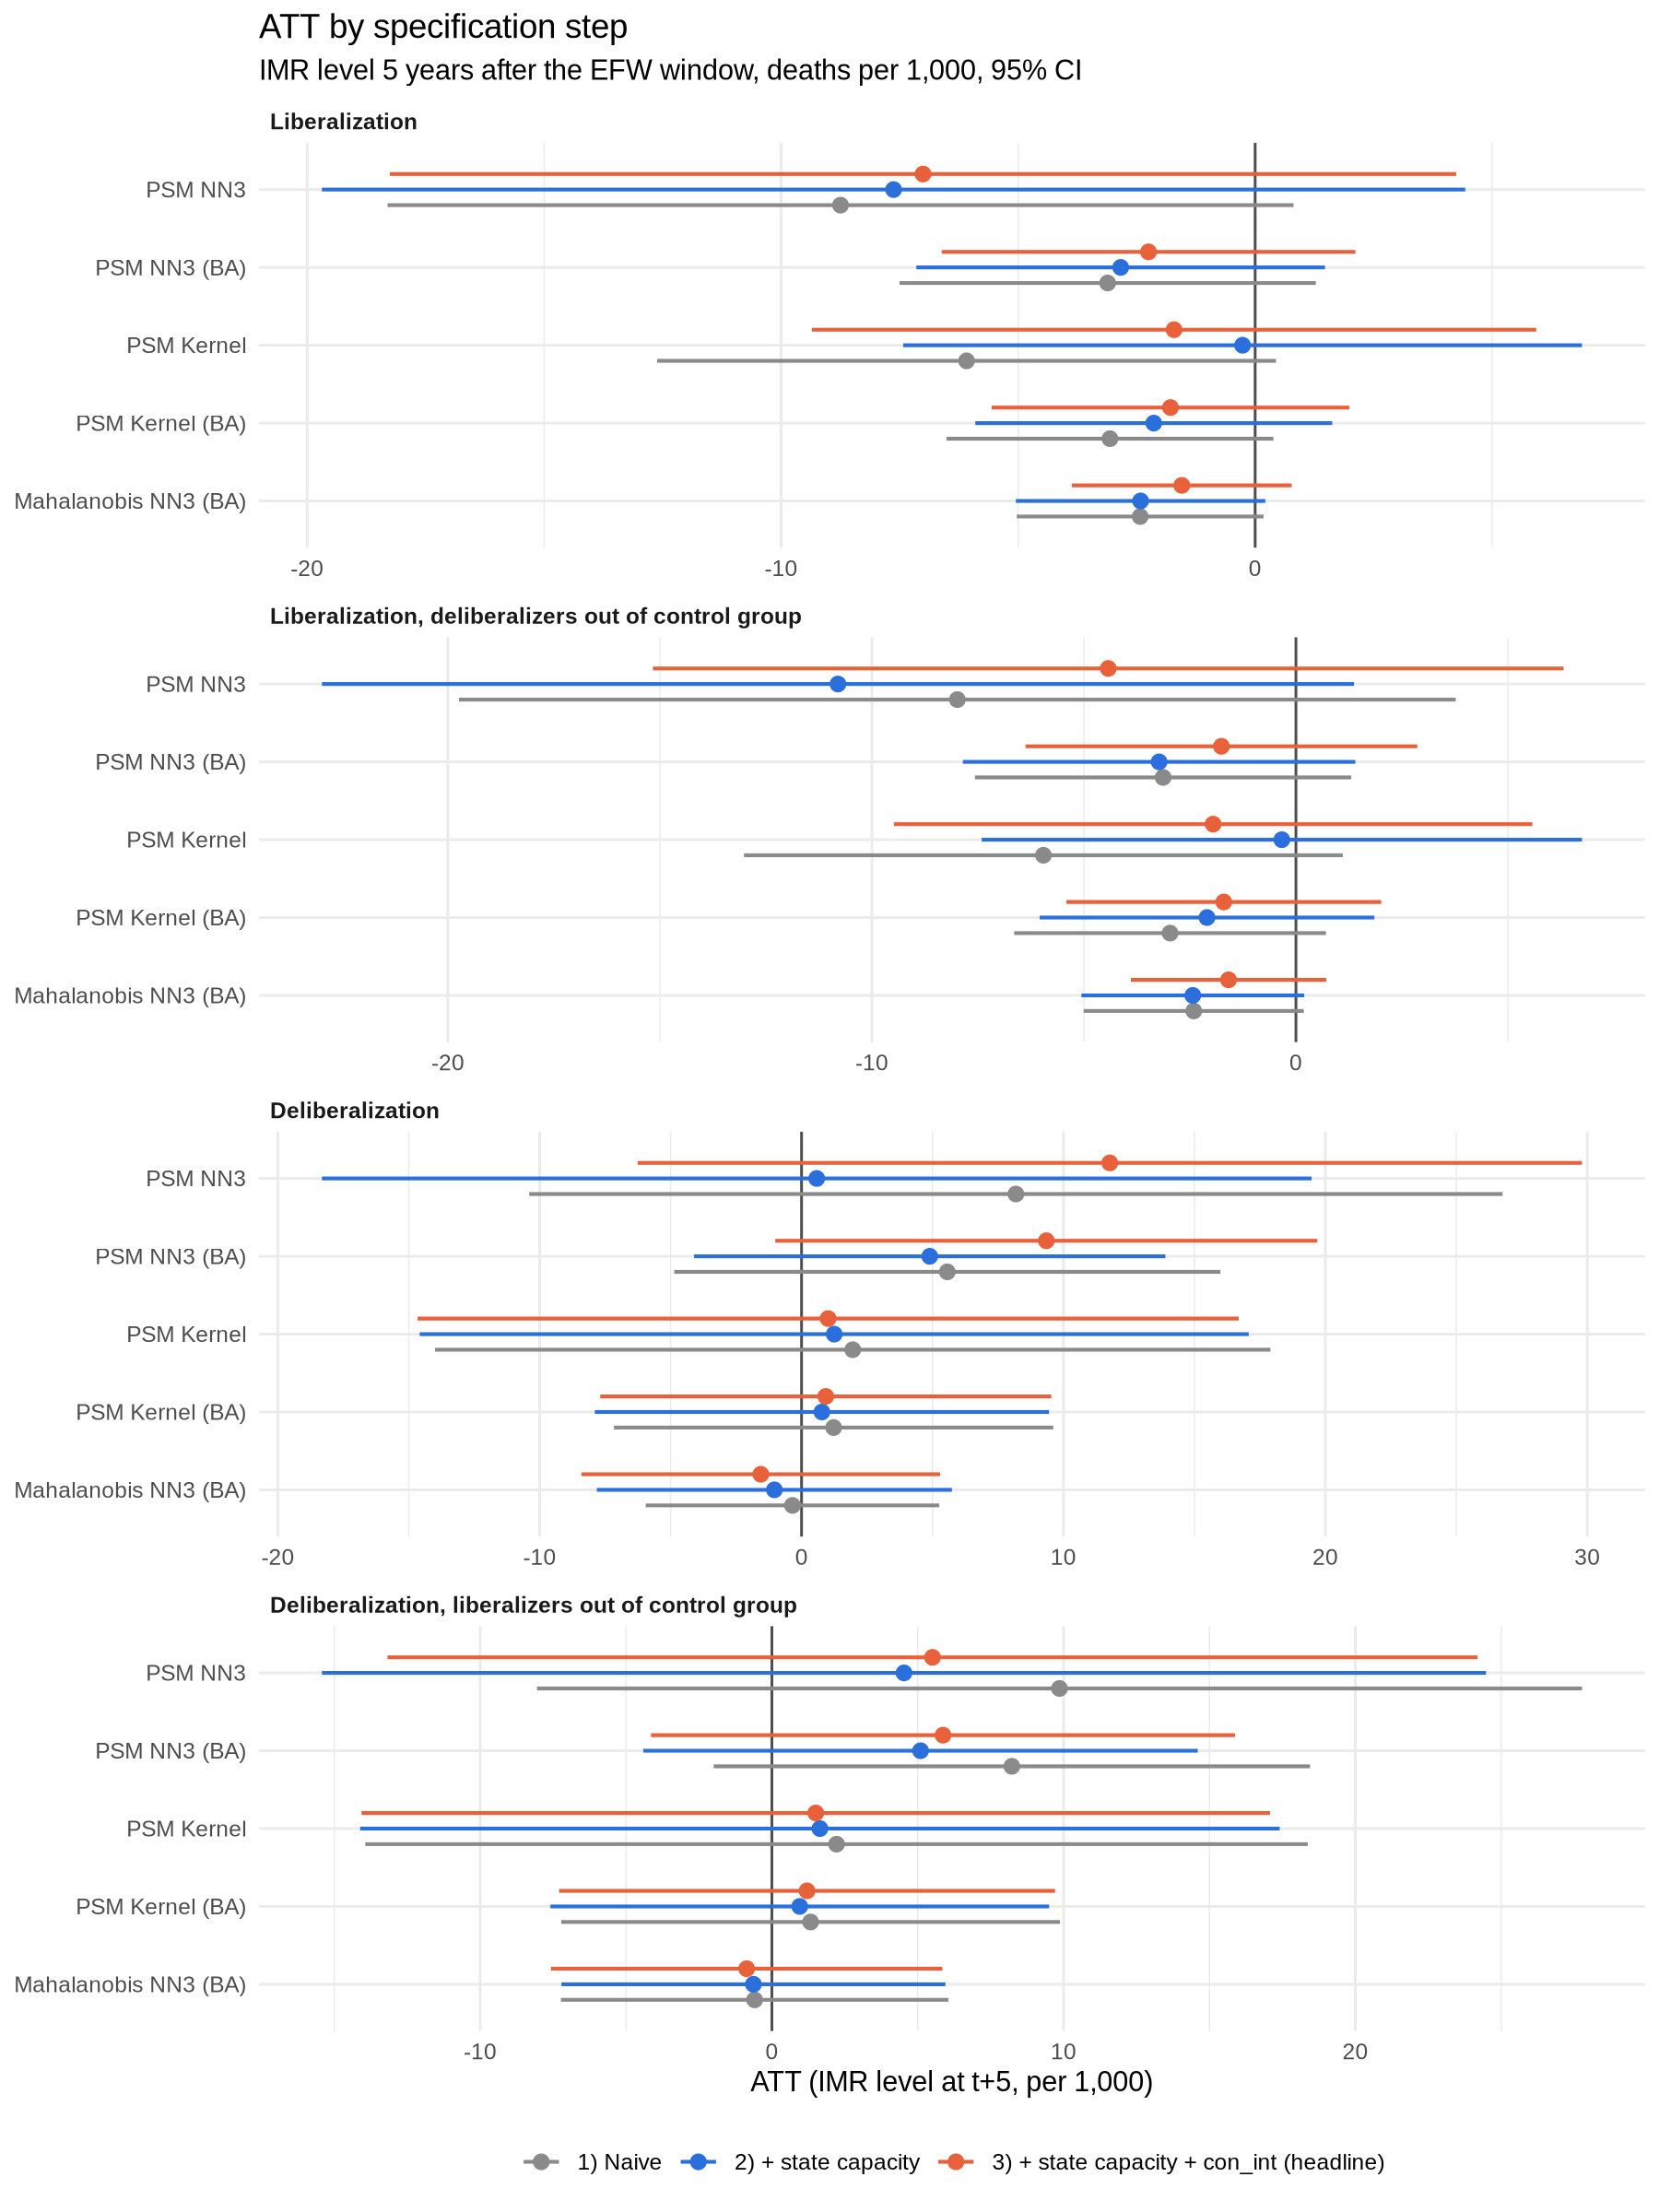 ATT by specification step
IMR level 5 years after the EFW window, deaths per 1,000, 95% CI
Liberalization
PSM NN3
PSM NN3 (BA)
PSM Kernel
PSM Kernel (BA)
Mahalanobis NN3 (BA)
-20 -10 0
Liberalization, deliberalizers out of control group
PSM NN3
PSM NN3 (BA)
PSM Kernel
PSM Kernel (BA)
Mahalanobis NN3 (BA)
-20 -10 0
Deliberalization
PSM NN3
PSM NN3 (BA)
PSM Kernel
PSM Kernel (BA)
Mahalanobis NN3 (BA)
-20 -10 0 10 20 30
Deliberalization, liberalizers out of control group
PSM NN3
PSM NN3 (BA)
PSM Kernel
PSM Kernel (BA)
Mahalanobis NN3 (BA)
-10 0 10 20
ATT (IMR level at t+5, per 1,000)
1) Naive 2) + state capacity 3) + state capacity + con_int (headline)